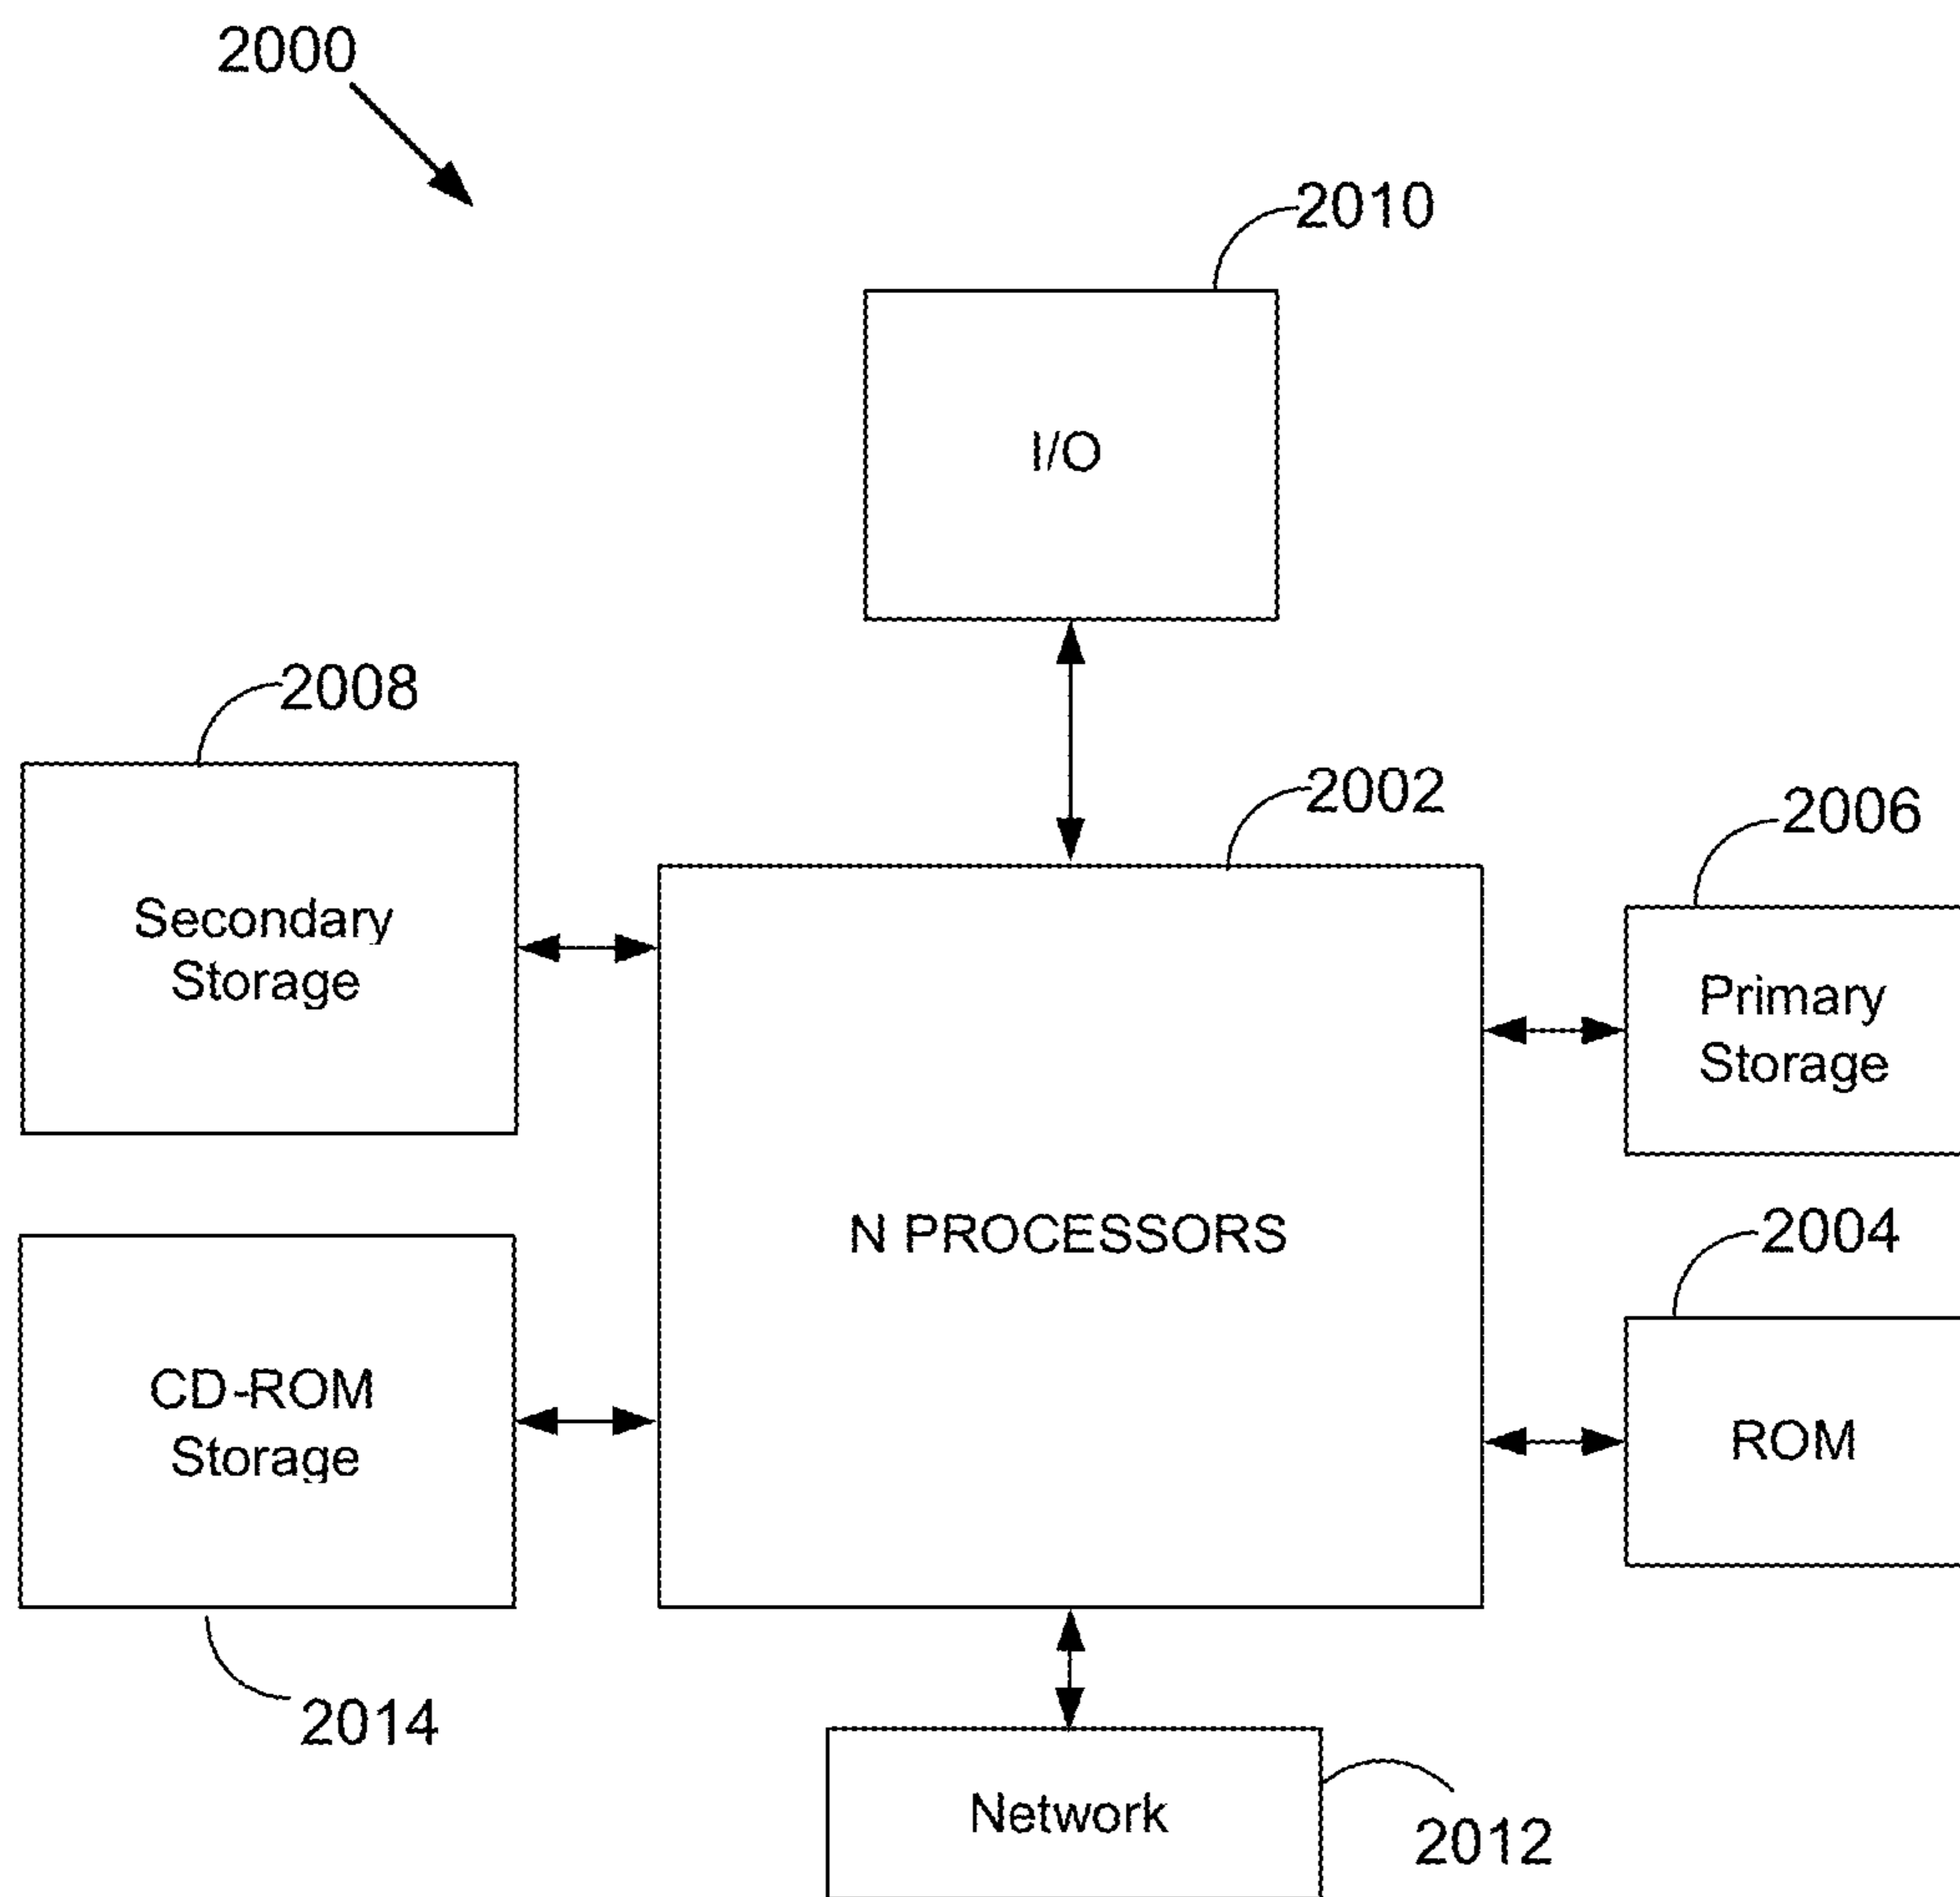 2000
2010
I/O
2008
2002
2006
Secondary
Storage
Primary
Storage
N PROCESSORS
2004
CD-ROM
Storage
ROM
2014
Network
2012